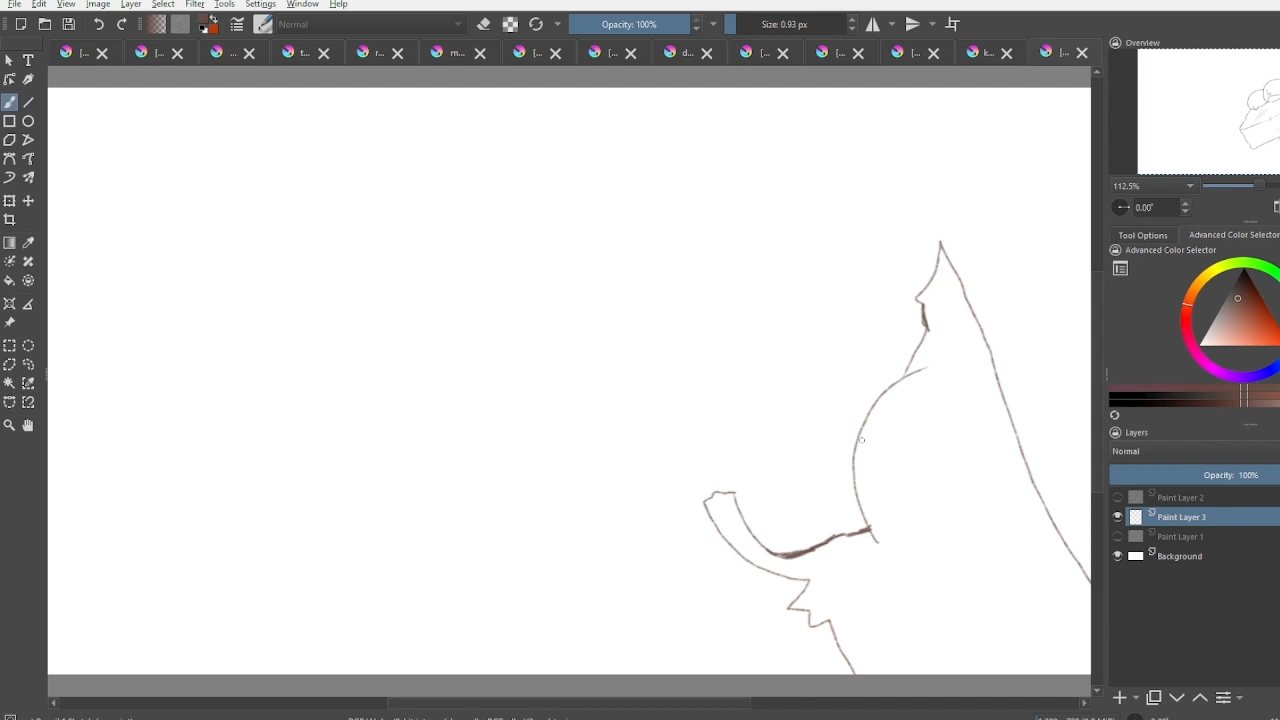 File Edit View Image Layer Select Filter Tools Settings Window Help
Normal Opacity: 100% Size: 0.93 px
[... [... ... t... r... m... [... [... d... [... [... [... k... [...
Overview
112.5%
0.00°
Tool Options Advanced Color Selector
Advanced Color Selector
Layers
Normal
Opacity: 100%
Paint Layer 2
Paint Layer 3
Paint Layer 1
Background